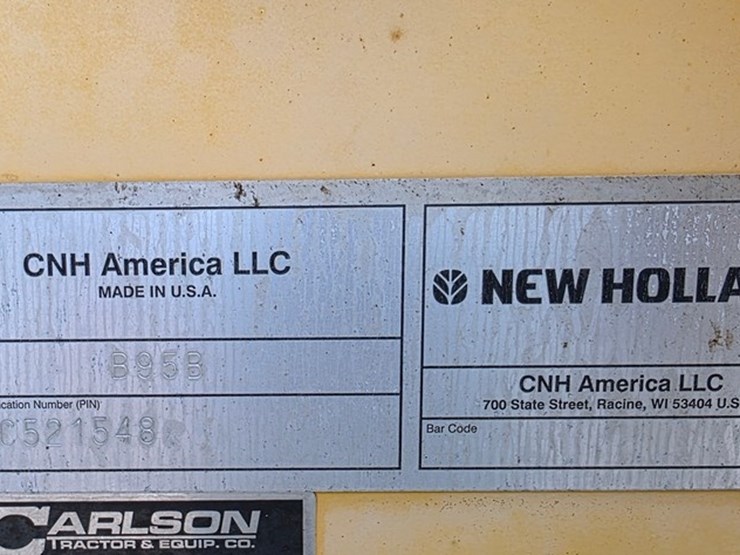 CNH America LLC
MADE IN U.S.A.
B95B
cation Number (PIN)
C521548
NEW HOLLA
CNH America LLC
700 State Street, Racine, WI 53404 U.S
Bar Code
CARLSON
TRACTOR & EQUIP. CO.